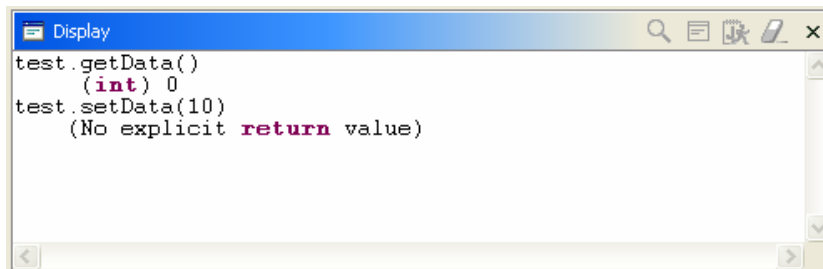 Display
test.getData()
(int) 0
test.setData(10)
(No explicit return value)